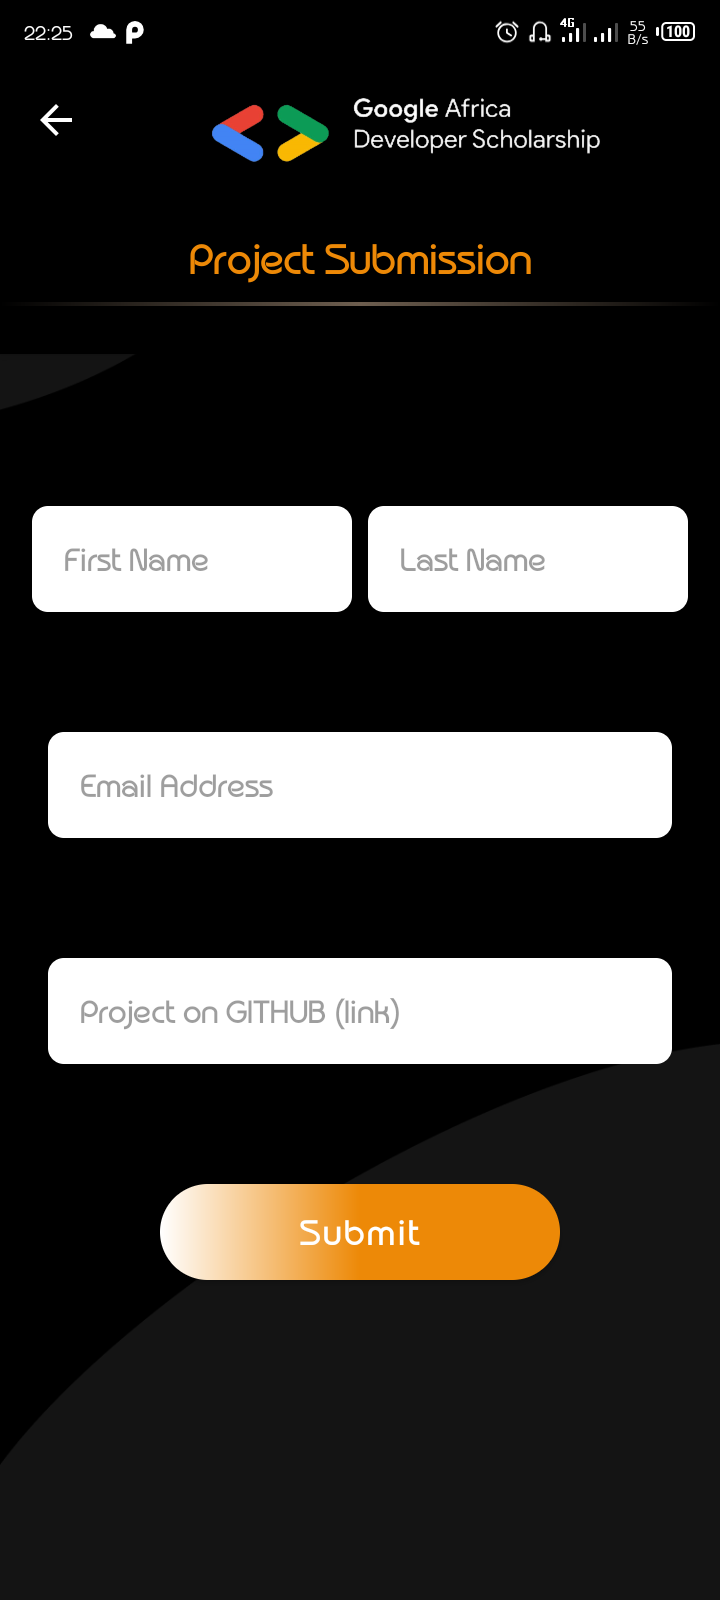 22:25 4G 55 B/s 100
Google Africa
Developer Scholarship
Project Submission
First Name Last Name
Email Address
Project on GITHUB (link)
Submit